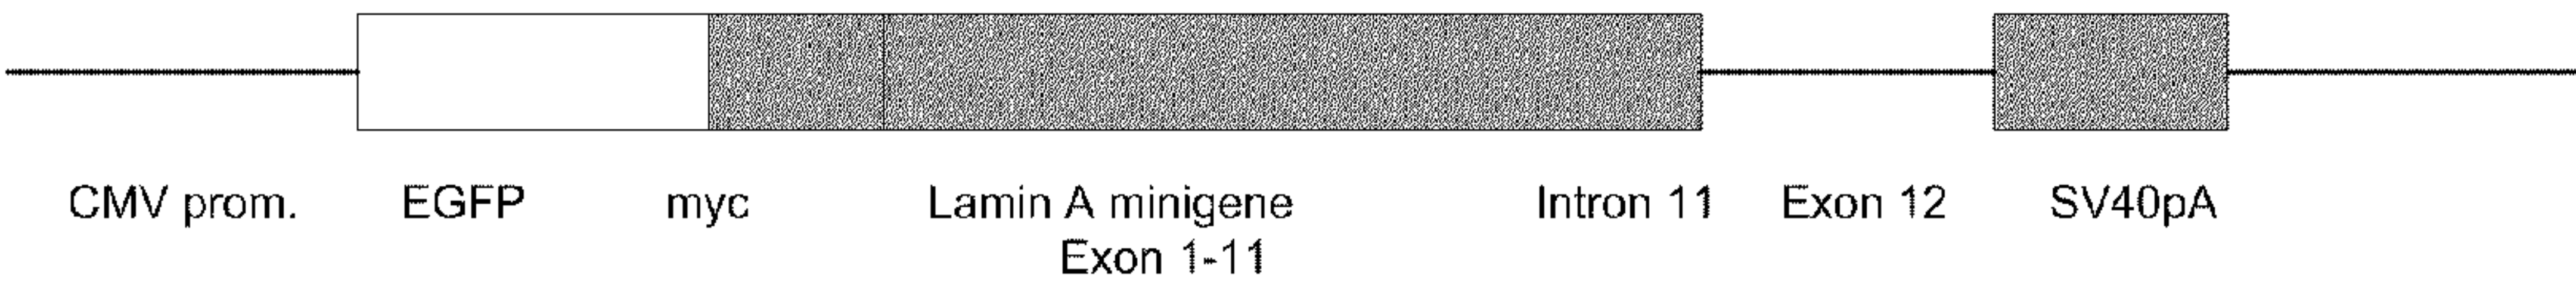 CMV prom. EGFP myc Lamin A minigene Intron 11 Exon 12 SV40pA
Exon 1-11